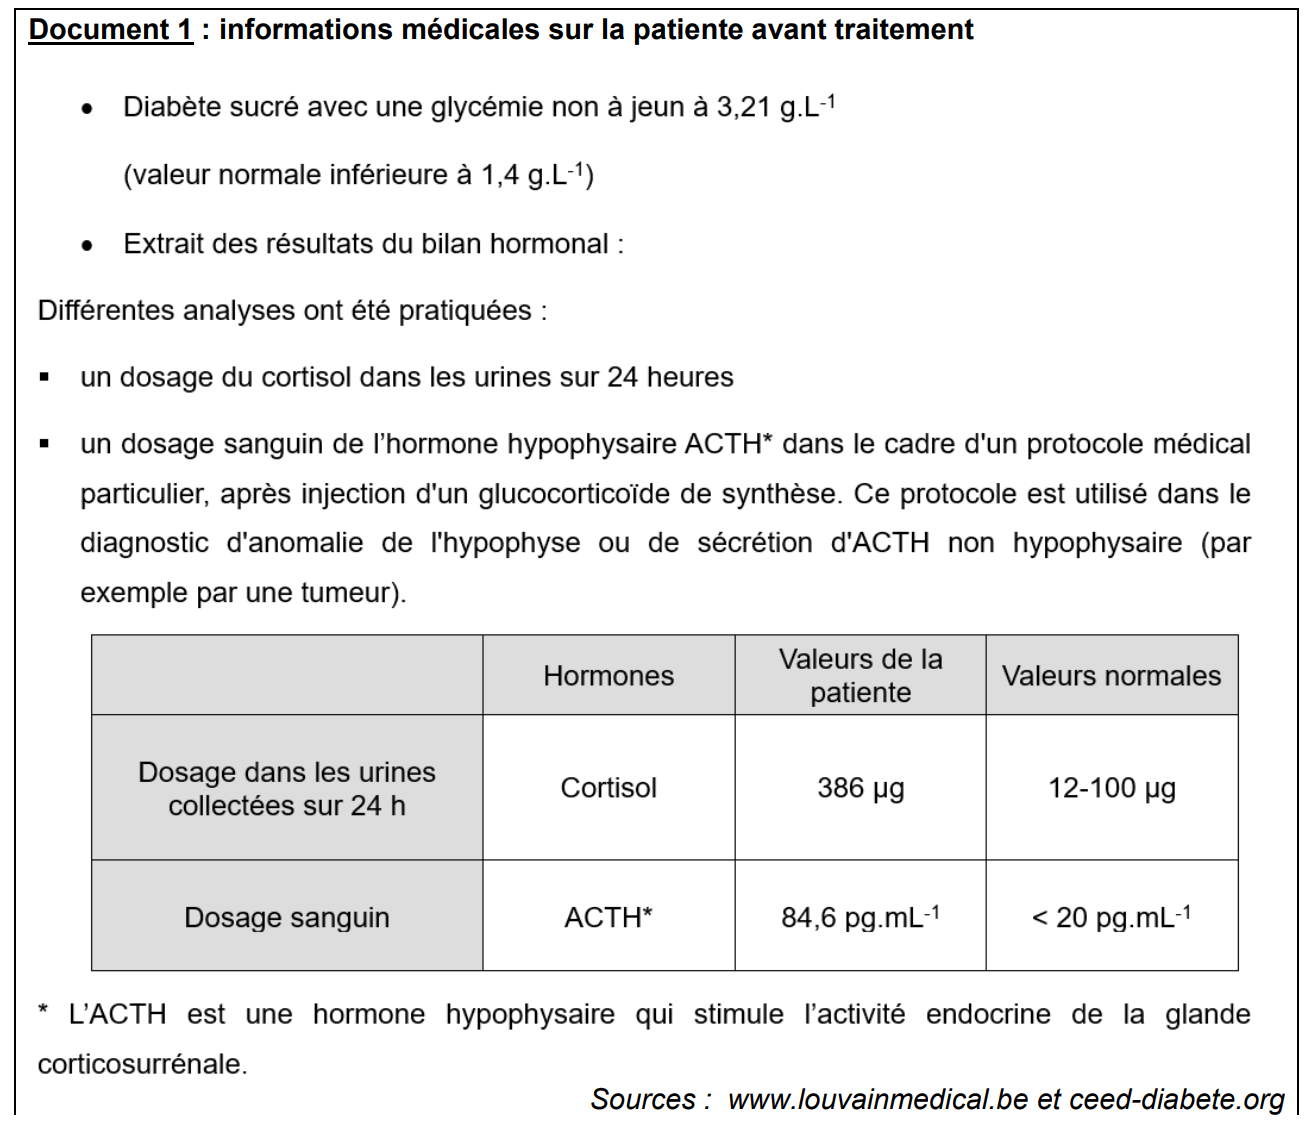 Document 1 : informations médicales sur la patiente avant traitement
• Diabète sucré avec une glycémie non à jeun à 3,21 g.L⁻¹
(valeur normale inférieure à 1,4 g.L⁻¹)
• Extrait des résultats du bilan hormonal :
Différentes analyses ont été pratiquées :
▪ un dosage du cortisol dans les urines sur 24 heures
▪ un dosage sanguin de l’hormone hypophysaire ACTH* dans le cadre d'un protocole médical
particulier, après injection d'un glucocorticoïde de synthèse. Ce protocole est utilisé dans le
diagnostic d'anomalie de l'hypophyse ou de sécrétion d'ACTH non hypophysaire (par
exemple par une tumeur).
Hormones
Valeurs de la
patiente
Valeurs normales
Dosage dans les urines
collectées sur 24 h
Cortisol
386 µg
12-100 µg
Dosage sanguin
ACTH*
84,6 pg.mL⁻¹
< 20 pg.mL⁻¹
* L’ACTH est une hormone hypophysaire qui stimule l’activité endocrine de la glande
corticosurrénale.
Sources : www.louvainmedical.be et ceed-diabete.org